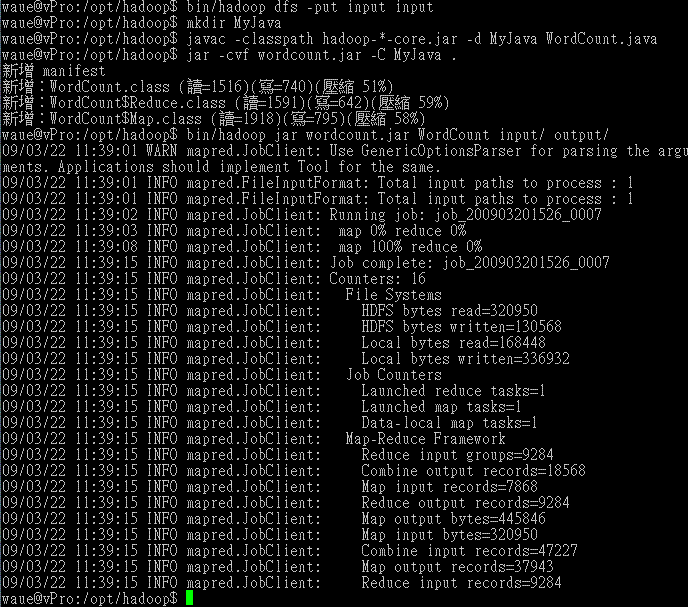 waue@vPro:/opt/hadoop$ bin/hadoop dfs -put input input
waue@vPro:/opt/hadoop$ mkdir MyJava
waue@vPro:/opt/hadoop$ javac -classpath hadoop-*-core.jar -d MyJava WordCount.java
waue@vPro:/opt/hadoop$ jar -cvf wordcount.jar -C MyJava .
新增 manifest
新增：WordCount.class (讀=1516)(寫=740)(壓縮 51%)
新增：WordCount$Reduce.class (讀=1591)(寫=642)(壓縮 59%)
新增：WordCount$Map.class (讀=1918)(寫=795)(壓縮 58%)
waue@vPro:/opt/hadoop$ bin/hadoop jar wordcount.jar WordCount input/ output/
09/03/22 11:39:01 WARN mapred.JobClient: Use GenericOptionsParser for parsing the argu
ments. Applications should implement Tool for the same.
09/03/22 11:39:01 INFO mapred.FileInputFormat: Total input paths to process : 1
09/03/22 11:39:01 INFO mapred.FileInputFormat: Total input paths to process : 1
09/03/22 11:39:02 INFO mapred.JobClient: Running job: job_200903201526_0007
09/03/22 11:39:03 INFO mapred.JobClient:  map 0% reduce 0%
09/03/22 11:39:08 INFO mapred.JobClient:  map 100% reduce 0%
09/03/22 11:39:15 INFO mapred.JobClient: Job complete: job_200903201526_0007
09/03/22 11:39:15 INFO mapred.JobClient: Counters: 16
09/03/22 11:39:15 INFO mapred.JobClient:   File Systems
09/03/22 11:39:15 INFO mapred.JobClient:     HDFS bytes read=320950
09/03/22 11:39:15 INFO mapred.JobClient:     HDFS bytes written=130568
09/03/22 11:39:15 INFO mapred.JobClient:     Local bytes read=168448
09/03/22 11:39:15 INFO mapred.JobClient:     Local bytes written=336932
09/03/22 11:39:15 INFO mapred.JobClient:   Job Counters
09/03/22 11:39:15 INFO mapred.JobClient:     Launched reduce tasks=1
09/03/22 11:39:15 INFO mapred.JobClient:     Launched map tasks=1
09/03/22 11:39:15 INFO mapred.JobClient:     Data-local map tasks=1
09/03/22 11:39:15 INFO mapred.JobClient:   Map-Reduce Framework
09/03/22 11:39:15 INFO mapred.JobClient:     Reduce input groups=9284
09/03/22 11:39:15 INFO mapred.JobClient:     Combine output records=18568
09/03/22 11:39:15 INFO mapred.JobClient:     Map input records=7868
09/03/22 11:39:15 INFO mapred.JobClient:     Reduce output records=9284
09/03/22 11:39:15 INFO mapred.JobClient:     Map output bytes=445846
09/03/22 11:39:15 INFO mapred.JobClient:     Map input bytes=320950
09/03/22 11:39:15 INFO mapred.JobClient:     Combine input records=47227
09/03/22 11:39:15 INFO mapred.JobClient:     Map output records=37943
09/03/22 11:39:15 INFO mapred.JobClient:     Reduce input records=9284
waue@vPro:/opt/hadoop$